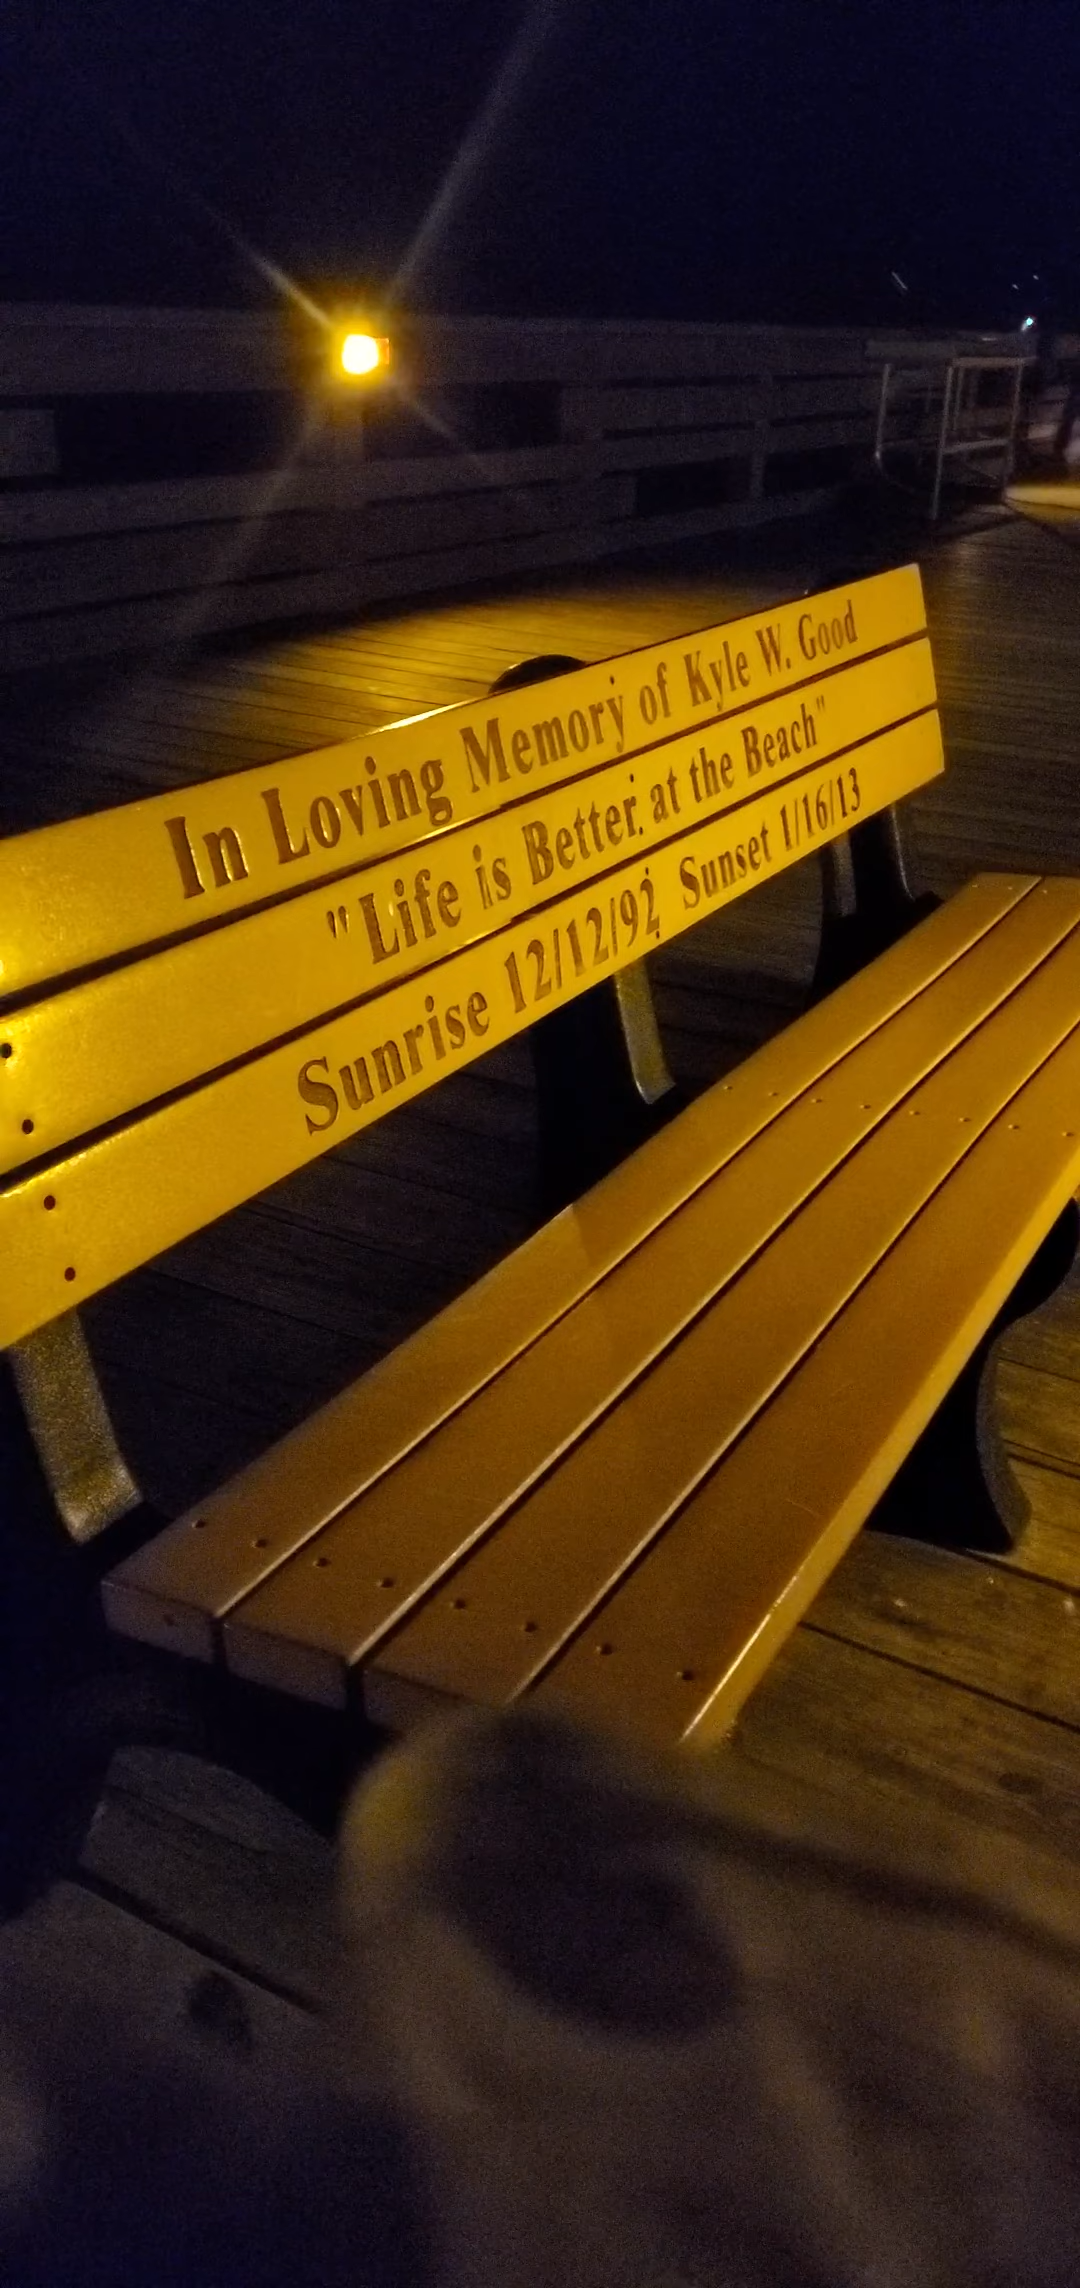 In Loving Memory of Kyle W. Good
"Life is Better at the Beach"
Sunrise 12/12/92 Sunset 1/16/13